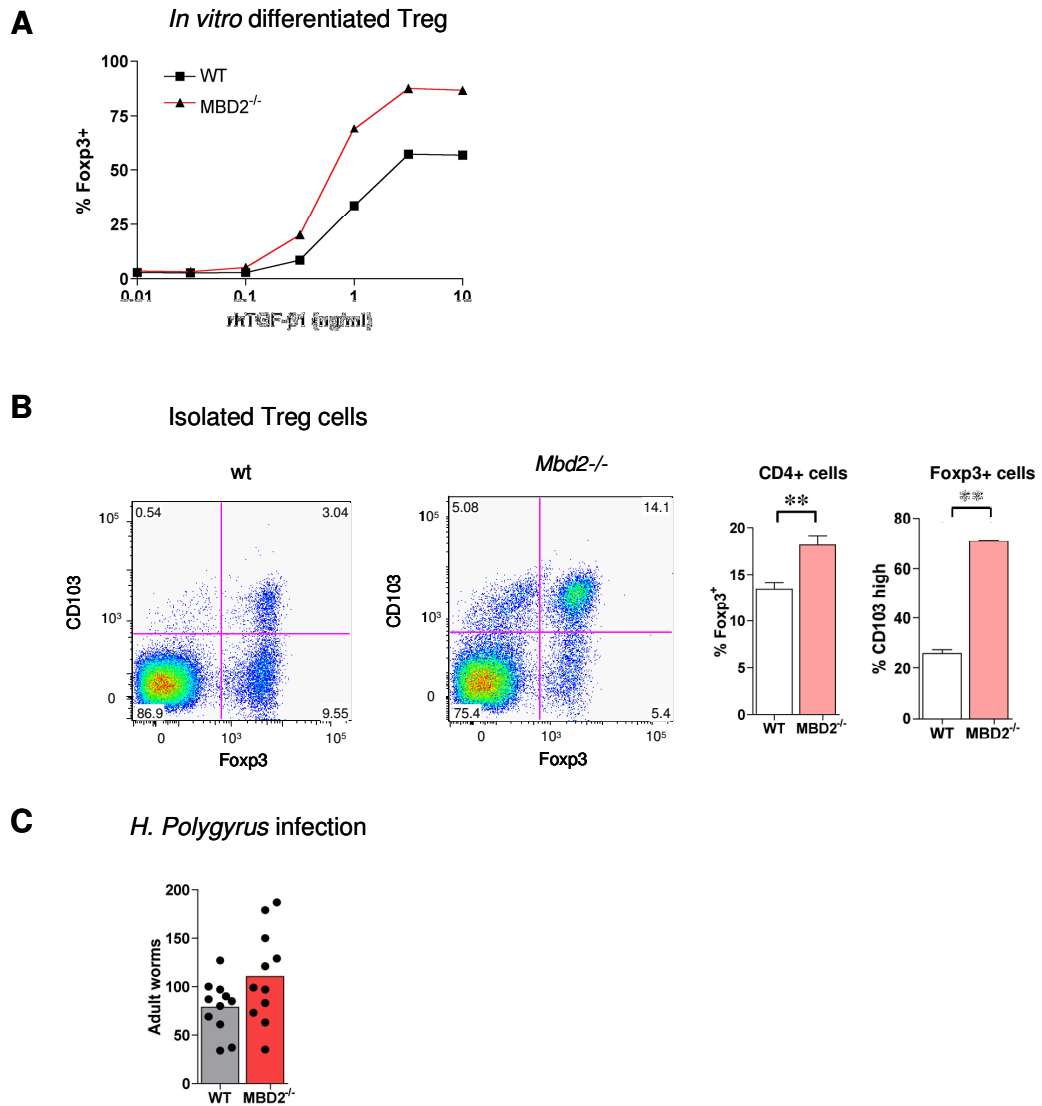 A
In vitro differentiated Treg
100
WT
MBD2-/-
75
50
25
0
% Foxp3+
0.01 0.1 1 10
rhTGF-β1 (ng/ml)
B
Isolated Treg cells
wt
0.54 3.04
10⁵
10³
0
CD103
86.9 9.55
0 10³ 10⁵
Foxp3
Mbd2-/-
5.08 14.1
10⁵
10³
0
CD103
75.4 5.4
0 10³ 10⁵
Foxp3
CD4+ cells
**
20
15
10
5
0
% Foxp3+
WT MBD2-/-
Foxp3+ cells
**
80
60
40
20
0
% CD103 high
WT MBD2-/-
C
H. Polygyrus infection
200
150
100
50
0
Adult worms
WT MBD2-/-